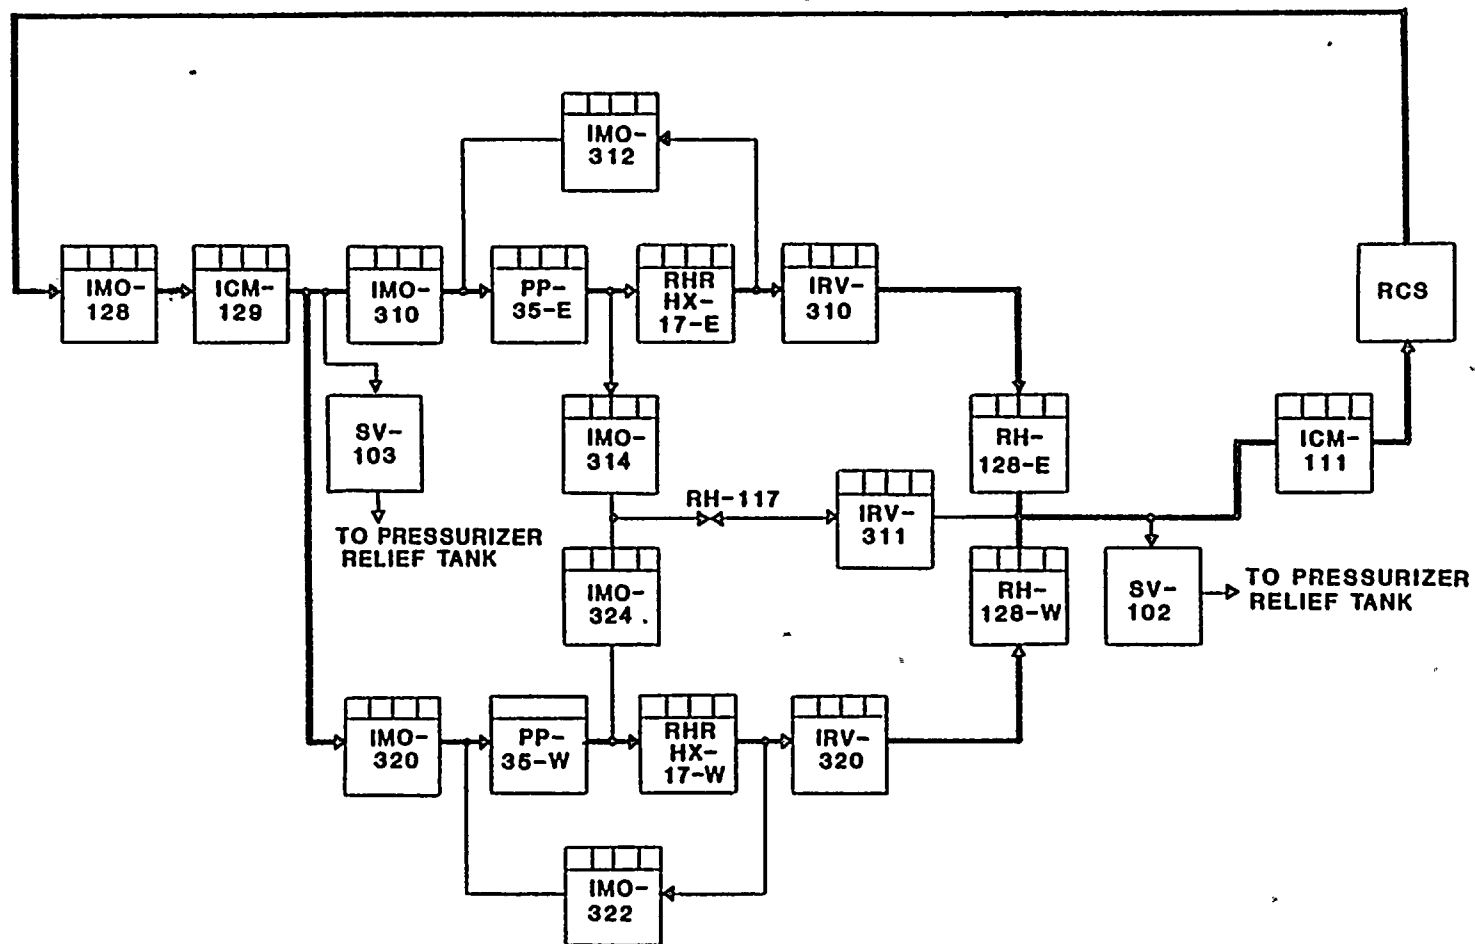 IMO-
312
IMO-
128
ICM-
129
IMO-
310
PP-
35-E
RHR
HX-
17-E
IRV-
310
RCS
SV-
103
TO PRESSURIZER
RELIEF TANK
IMO-
314
RH-117
IRV-
311
RH-
128-E
ICM-
111
IMO-
324
RH-
128-W
SV-
102
TO PRESSURIZER
RELIEF TANK
IMO-
320
PP-
35-W
RHR
HX-
17-W
IRV-
320
IMO-
322